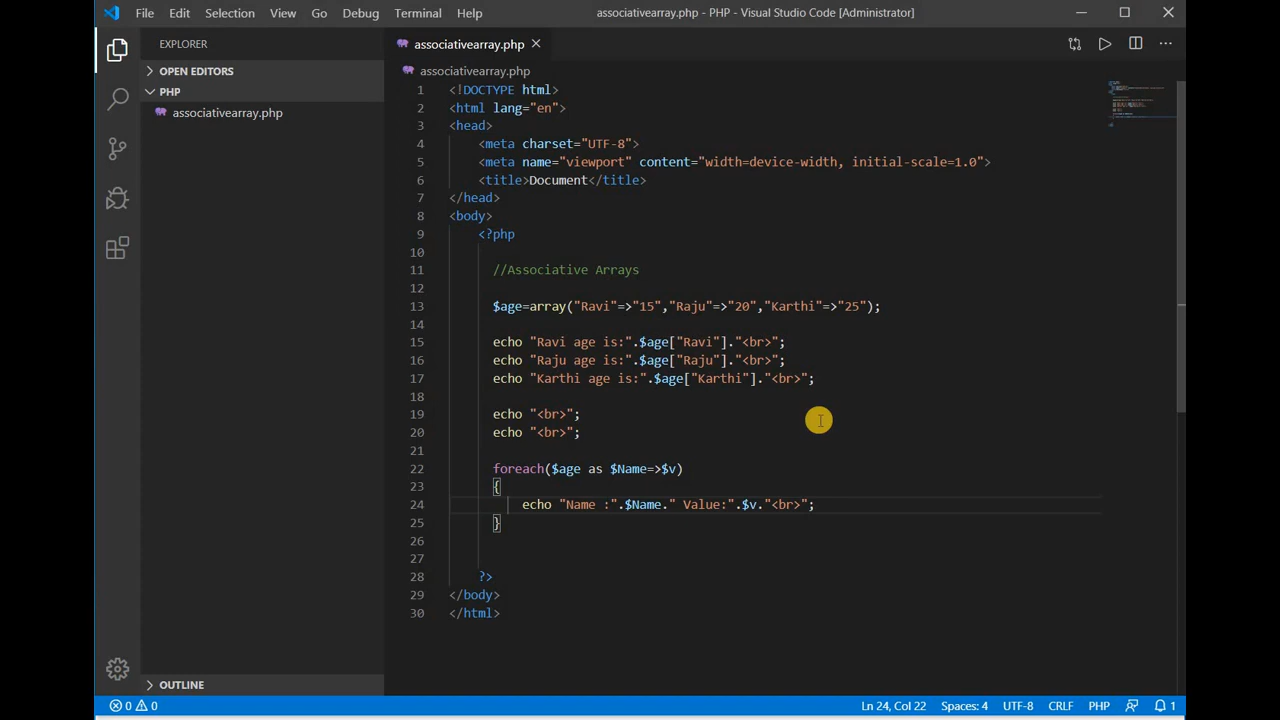 File Edit Selection View Go Debug Terminal Help associativearray.php - PHP - Visual Studio Code [Administrator]
EXPLORER
OPEN EDITORS
PHP
associativearray.php
associativearray.php
associativearray.php
1 <!DOCTYPE html>
2 <html lang="en">
3 <head>
4 <meta charset="UTF-8">
5 <meta name="viewport" content="width=device-width, initial-scale=1.0">
6 <title>Document</title>
7 </head>
8 <body>
9 <?php
10
11 //Associative Arrays
12
13 $age=array("Ravi"=>"15","Raju"=>"20","Karthi"=>"25");
14
15 echo "Ravi age is:".$age["Ravi"]."<br>";
16 echo "Raju age is:".$age["Raju"]."<br>";
17 echo "Karthi age is:".$age["Karthi"]."<br>";
18
19 echo "<br>";
20 echo "<br>";
21
22 foreach($age as $Name=>$v)
23 {
24 echo "Name :".$Name." Value:".$v."<br>";
25 }
26
27
28 ?>
29 </body>
30 </html>
OUTLINE
0 0 Ln 24, Col 22 Spaces: 4 UTF-8 CRLF PHP 1